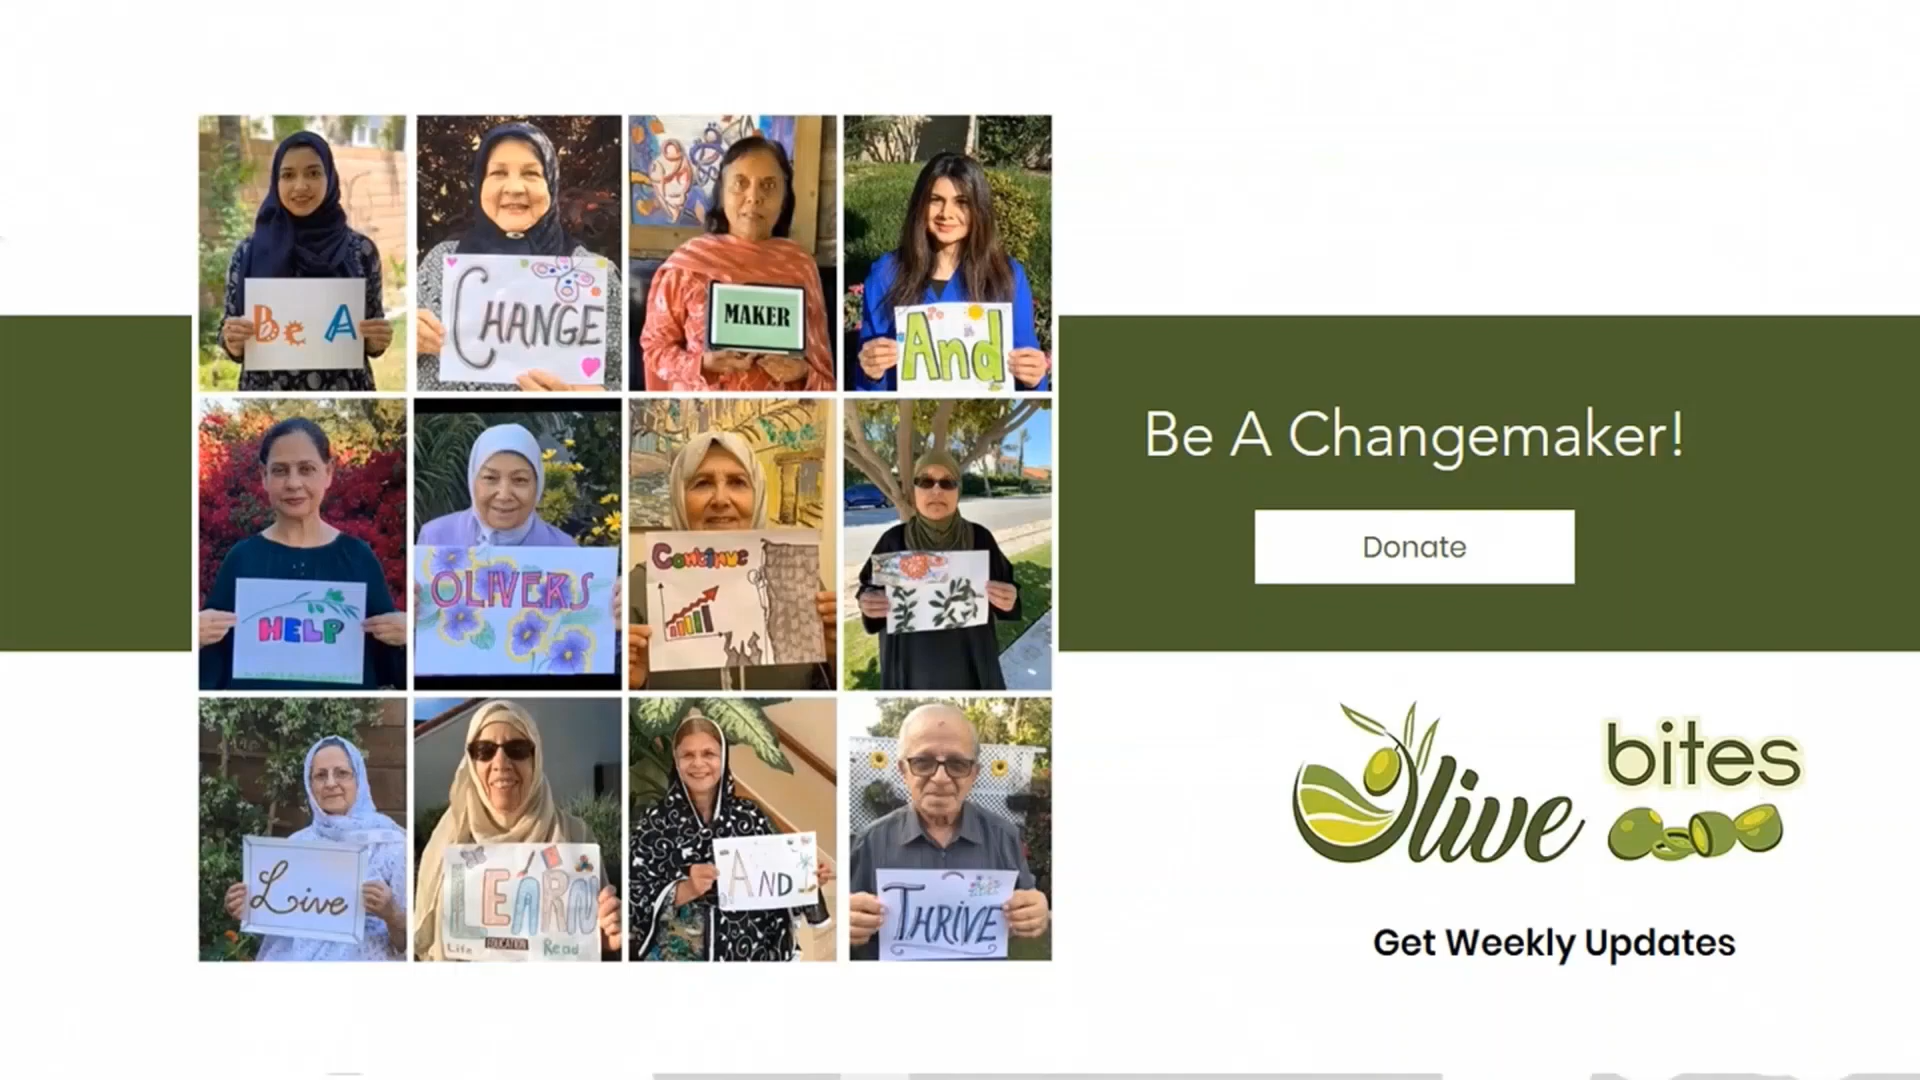 Be A
CHANGE
MAKER
And
HELP
OLIVERS
Continue
Live
LEARN
Life EDUCATION Read
AND
THRIVE
Be A Changemaker!
Donate
Olive bites
Get Weekly Updates